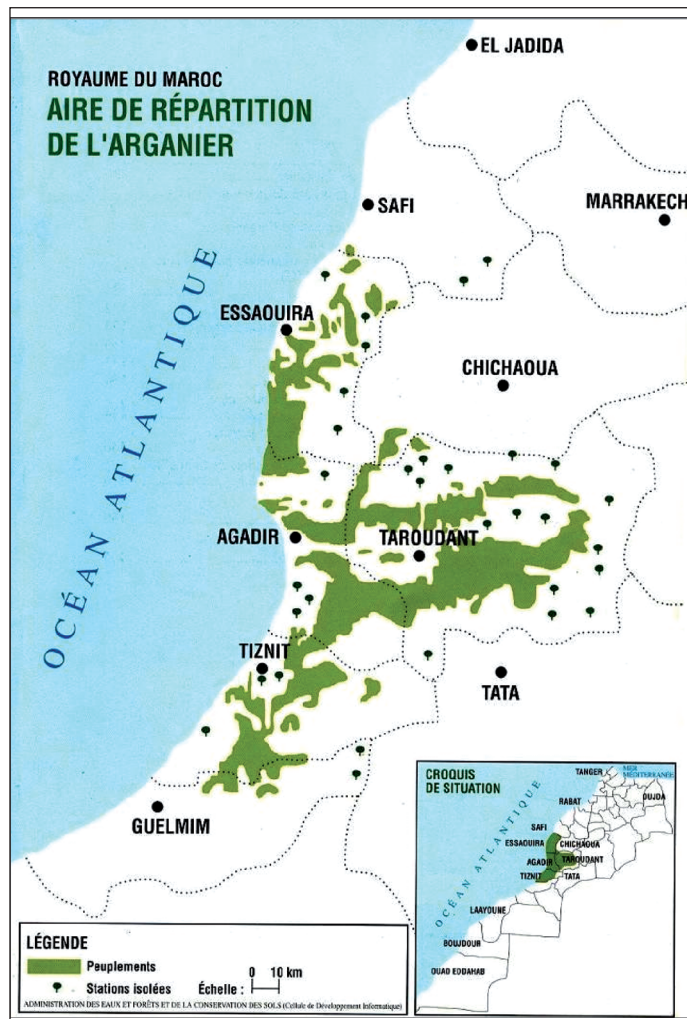 ROYAUME DU MAROC
AIRE DE RÉPARTITION
DE L'ARGANIER
EL JADIDA
SAFI
MARRAKECH
ESSAOUIRA
CHICHAOUA
OCÉAN ATLANTIQUE
AGADIR
TAROUDANT
TIZNIT
TATA
GUELMIM
CROQUIS
DE SITUATION
MER
MÉDITERRANÉE
TANGER
OUJDA
RABAT
SAFI
ESSAOUIRA
CHICHAOUA
OCÉAN ATLANTIQUE
AGADIR
TAROUDANT
TIZNIT
TATA
LAAYOUNE
BOUJDOUR
OUAD EDDAHAB
LÉGENDE
Peuplements
Stations isolées
Échelle : 0 10 km
ADMINISTRATION DES EAUX ET FORÊTS ET DE LA CONSERVATION DES SOLS (Cellule de Développement Informatique)